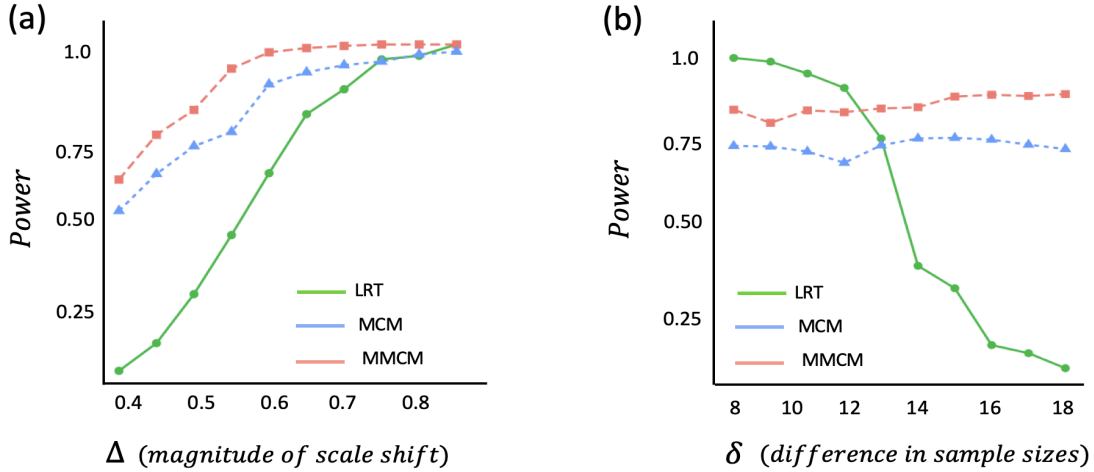 (a)
Power
1.0
0.75
0.50
0.25
LRT
MCM
MMCM
0.4 0.5 0.6 0.7 0.8
Δ (magnitude of scale shift)
(b)
Power
1.0
0.75
0.50
0.25
LRT
MCM
MMCM
8 10 12 14 16 18
δ (difference in sample sizes)